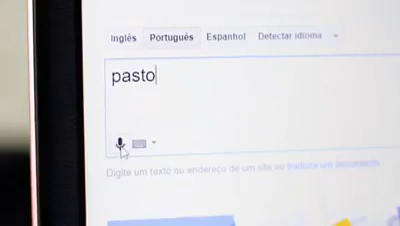 Inglês Português Espanhol Detectar idioma
pasto
Digite um texto ou endereço de um site ou traduza um documento.